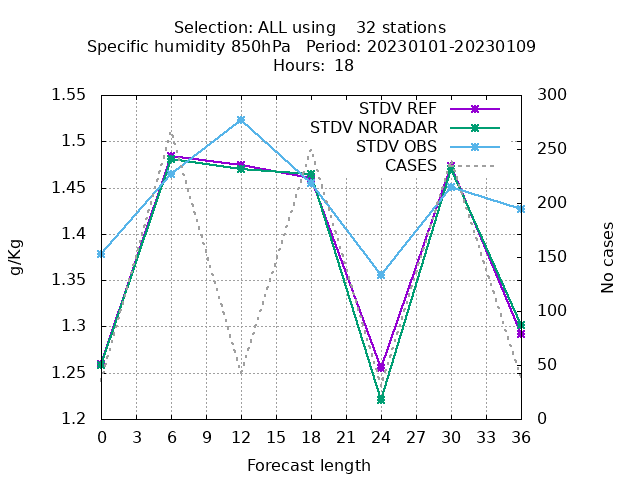 Selection: ALL using    32 stations
Specific humidity 850hPa   Period: 20230101-20230109
Hours: 18
STDV REF
STDV NORADAR
STDV OBS
CASES
1.55
1.5
1.45
1.4
1.35
1.3
1.25
1.2
300
250
200
150
100
50
0
g/Kg
No cases
0 3 6 9 12 15 18 21 24 27 30 33 36
Forecast length